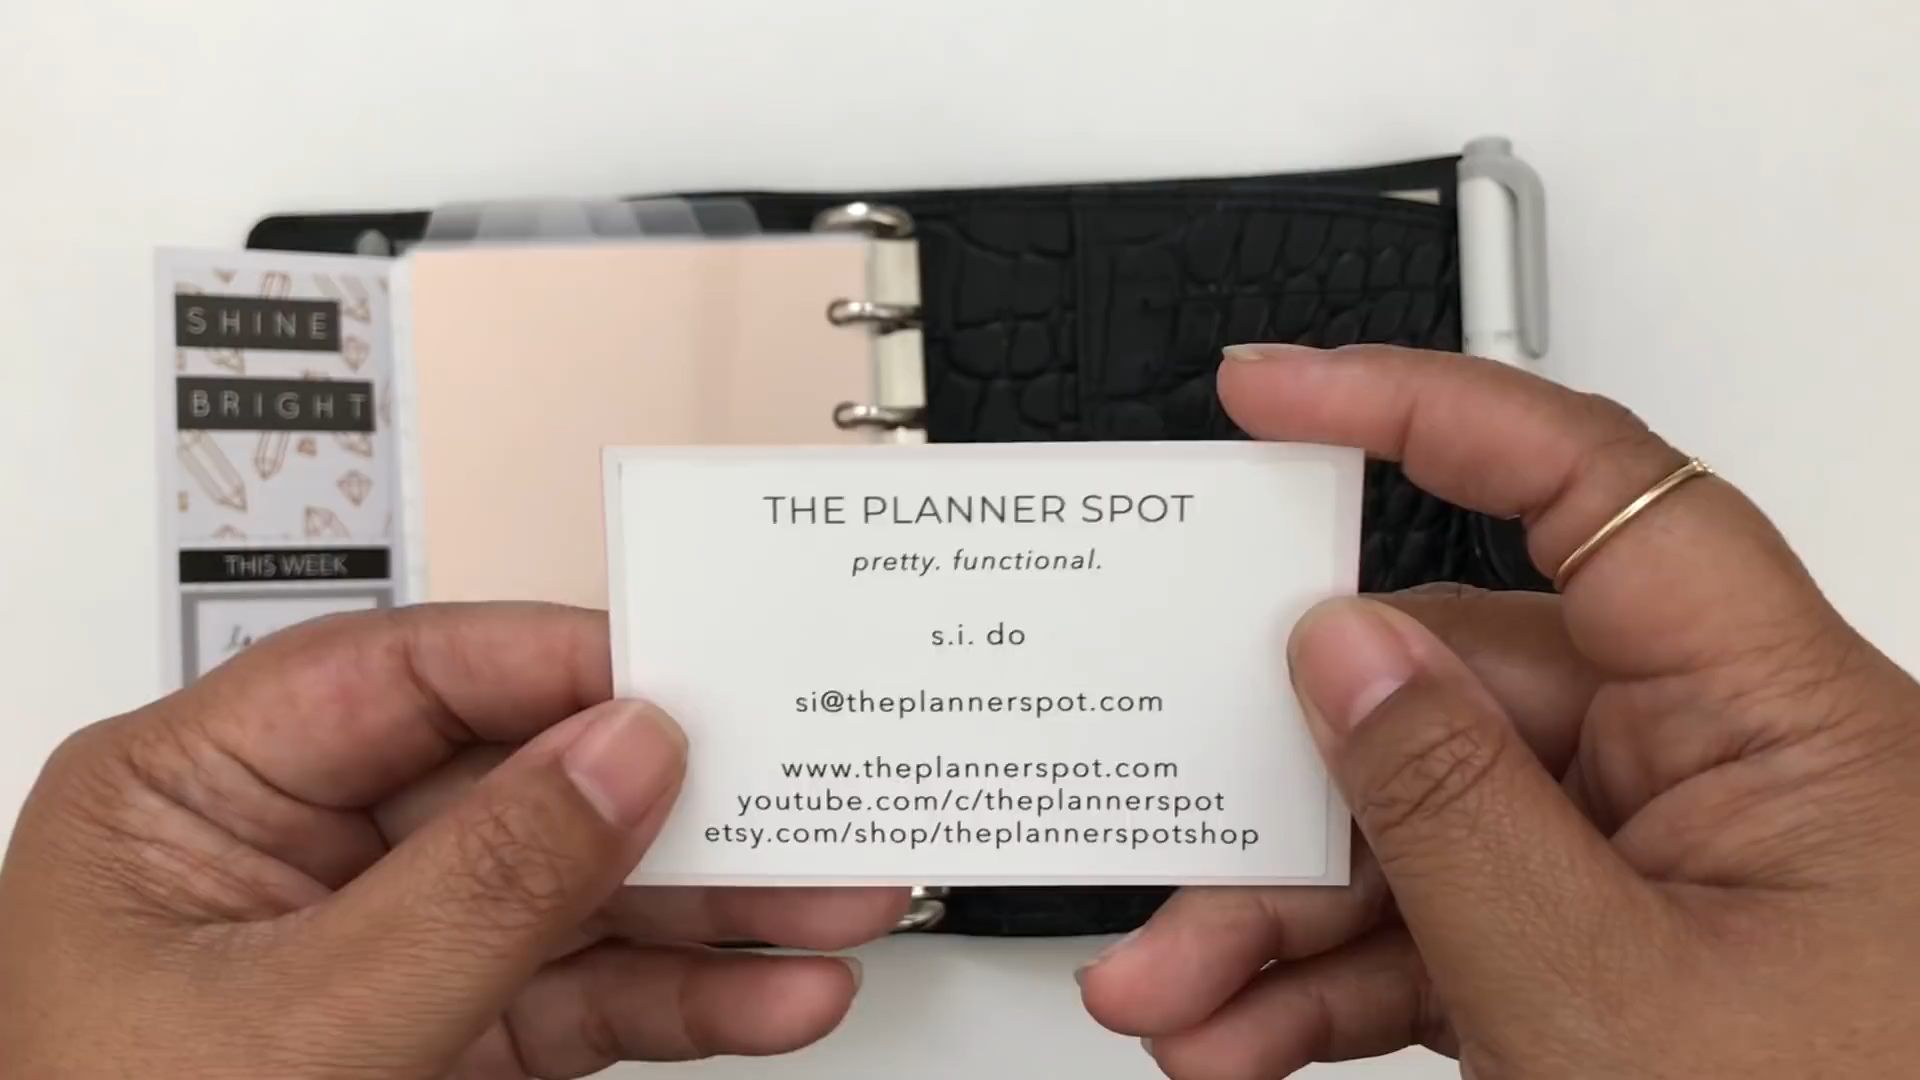 SHINE
BRIGHT
THIS WEEK
THE PLANNER SPOT
pretty. functional.
s.i. do
si@theplannerspot.com
www.theplannerspot.com
youtube.com/c/theplannerspot
etsy.com/shop/theplannerspotshop